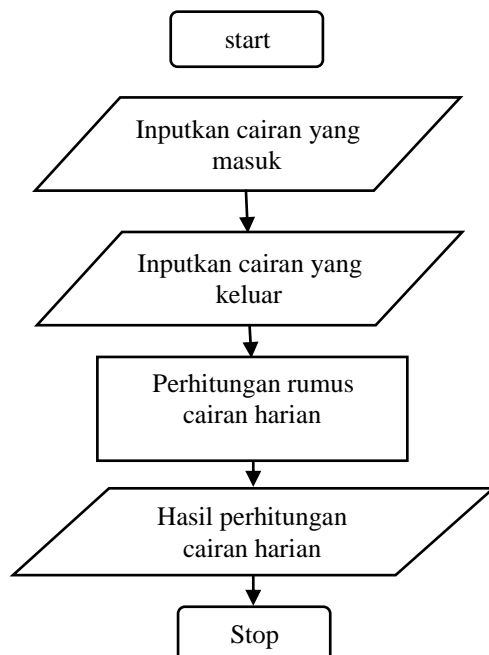 start
Inputkan cairan yang
masuk
Inputkan cairan yang
keluar
Perhitungan rumus
cairan harian
Hasil perhitungan
cairan harian
Stop